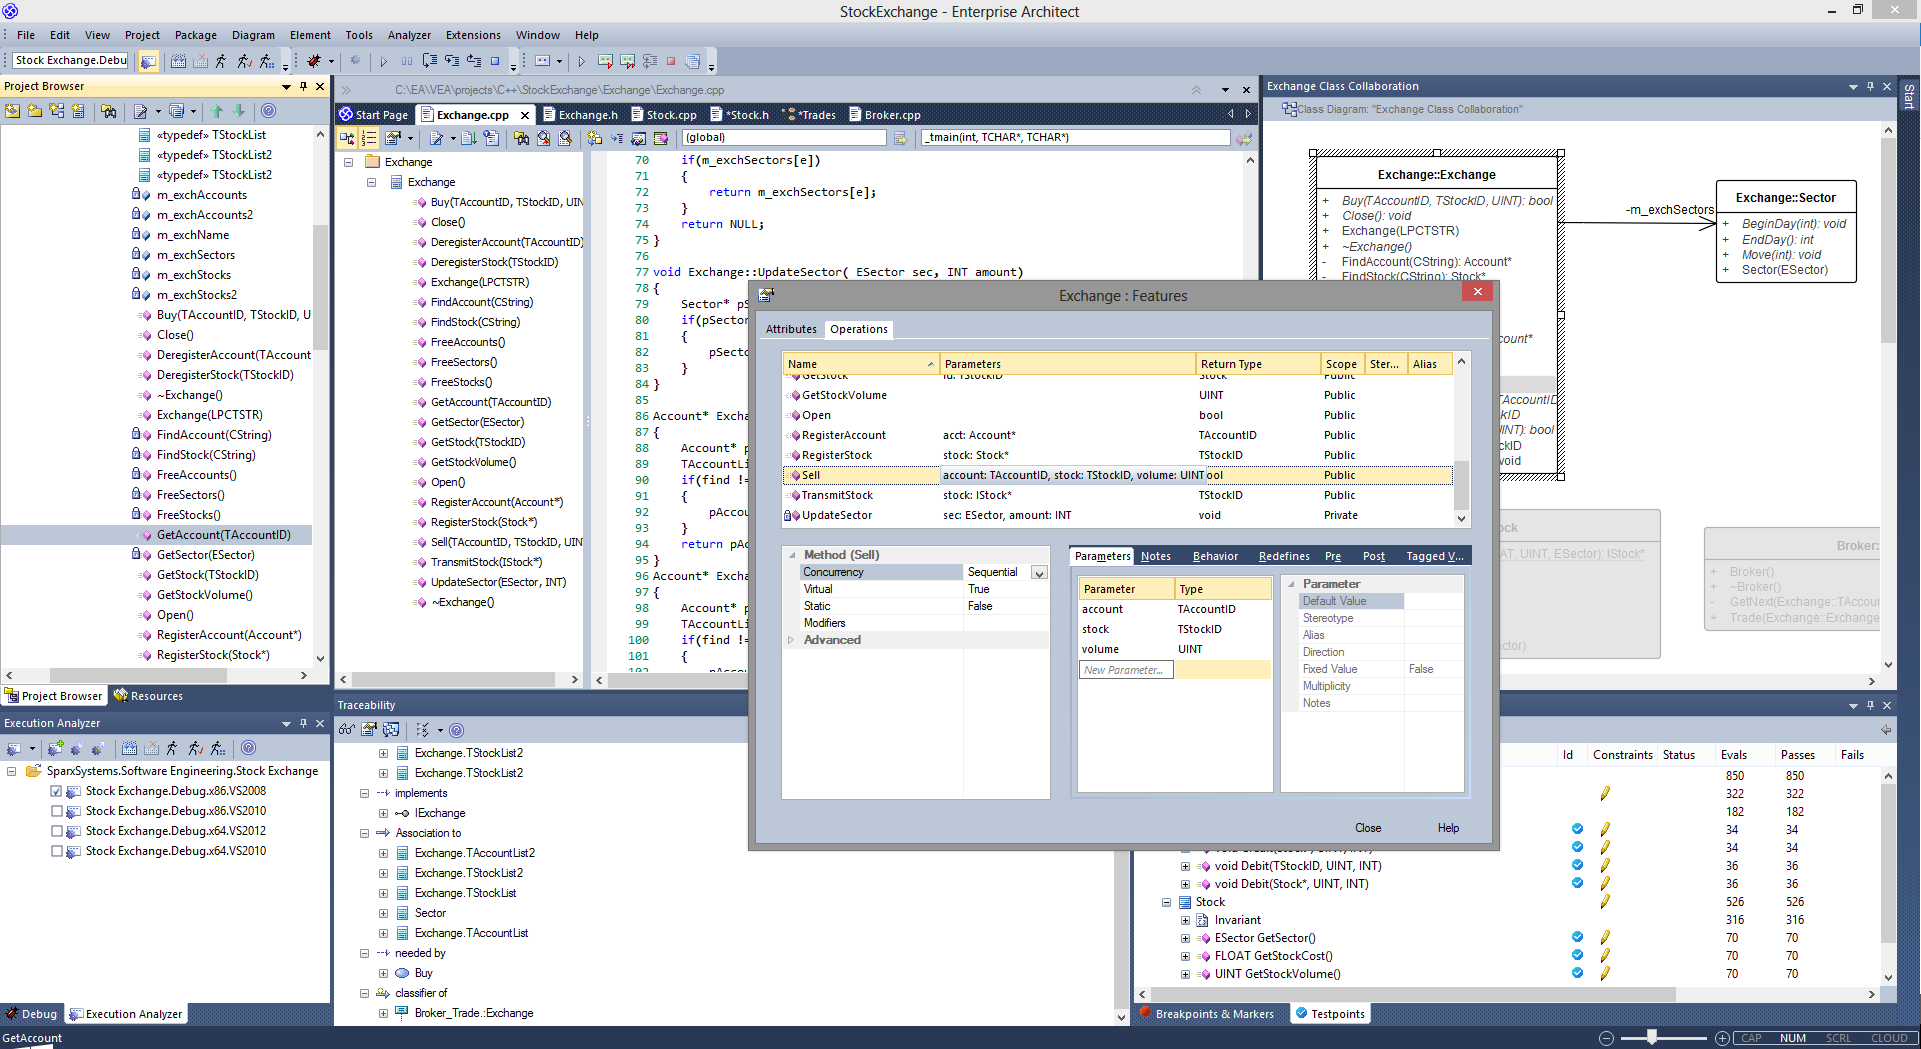 StockExchange - Enterprise Architect
File Edit View Project Package Diagram Element Tools Analyzer Extensions Window Help
Stock Exchange.Debu
Project Browser
«typedef» TStockList
«typedef» TStockList2
«typedef» TStockList2
m_exchAccounts
m_exchAccounts2
m_exchName
m_exchSectors
m_exchStocks
m_exchStocks2
Buy(TAccountID, TStockID, U
Close()
DeregisterAccount(TAccount
DeregisterStock(TStockID)
~Exchange()
Exchange(LPCTSTR)
FindAccount(CString)
FindStock(CString)
FreeAccounts()
FreeSectors()
FreeStocks()
GetAccount(TAccountID)
GetSector(ESector)
GetStock(TStockID)
GetStockVolume()
Open()
RegisterAccount(Account*)
RegisterStock(Stock*)
Project Browser Resources
Execution Analyzer
SparxSystems.Software Engineering.Stock Exchange
Stock Exchange.Debug.x86.VS2008
Stock Exchange.Debug.x86.VS2010
Stock Exchange.Debug.x64.VS2012
Stock Exchange.Debug.x64.VS2010
Debug Execution Analyzer
GetAccount
C:\EA\VEA\projects\C++\StockExchange\Exchange\Exchange.cpp
Start Page Exchange.cpp Exchange.h Stock.cpp *Stock.h *Trades Broker.cpp
(global) _tmain(int, TCHAR*, TCHAR*)
Exchange
Exchange
Buy(TAccountID, TStockID, UIN
Close()
DeregisterAccount(TAccountID)
DeregisterStock(TStockID)
Exchange(LPCTSTR)
FindAccount(CString)
FindStock(CString)
FreeAccounts()
FreeSectors()
FreeStocks()
GetAccount(TAccountID)
GetSector(ESector)
GetStock(TStockID)
GetStockVolume()
Open()
RegisterAccount(Account*)
RegisterStock(Stock*)
Sell(TAccountID, TStockID, UIN
TransmitStock(IStock*)
UpdateSector(ESector, INT)
~Exchange()
70 if(m_exchSectors[e])
71 {
72 return m_exchSectors[e];
73 }
74 return NULL;
75 }
76
77 void Exchange::UpdateSector( ESector sec, INT amount)
78 {
79 Sector* pS
80 if(pSector
81 {
82 pSecto
83 }
84 }
85
86 Account* Excha
87 {
88 Account* p
89 TAccountLi
90 if(find !=
91 {
92 pAccou
93 }
94 return pAc
95 }
96 Account* Excha
97 {
98 Account* p
99 TAccountLi
100 if(find !=
101 {
102 pAccou
Exchange Class Collaboration
Class Diagram: "Exchange Class Collaboration"
Start
Exchange::Exchange
+ Buy(TAccountID, TStockID, UINT): bool
+ Close(): void
+ Exchange(LPCTSTR)
+ ~Exchange()
- FindAccount(CString): Account*
- FindStock(CString): Stock*
count*
TAccountID
kID
UINT): bool
ckID
void
-m_exchSectors
Exchange::Sector
+ BeginDay(int): void
+ EndDay(): int
+ Move(int): void
+ Sector(ESector)
ck
AT, UINT, ESector): IStock*
ctor)
Broker:
+ Broker()
+ ~Broker()
- GetNext(Exchange::TAccou
+ Trade(Exchange::Exchange
Exchange : Features
Attributes Operations
Name Parameters Return Type Scope Ster... Alias
GetStock id: TStockID Stock Public
GetStockVolume UINT Public
Open bool Public
RegisterAccount acct: Account* TAccountID Public
RegisterStock stock: Stock* TStockID Public
Sell account: TAccountID, stock: TStockID, volume: UINT ool Public
TransmitStock stock: IStock* TStockID Public
UpdateSector sec: ESector, amount: INT void Private
Method (Sell)
Concurrency Sequential
Virtual True
Static False
Modifiers
Advanced
Parameters Notes Behavior Redefines Pre Post Tagged V...
Parameter Type
account TAccountID
stock TStockID
volume UINT
New Parameter...
Parameter
Default Value
Stereotype
Alias
Direction
Fixed Value False
Multiplicity
Notes
Close Help
Traceability
Exchange.TStockList2
Exchange.TStockList2
implements
IExchange
Association to
Exchange.TAccountList2
Exchange.TStockList2
Exchange.TStockList
Sector
Exchange.TAccountList
needed by
Buy
classifier of
Broker_Trade.:Exchange
Id Constraints Status Evals Passes Fails
850 850
322 322
182 182
34 34
34 34
void Debit(TStockID, UINT, INT) 36 36
void Debit(Stock*, UINT, INT) 36 36
Stock 526 526
Invariant 316 316
ESector GetSector() 70 70
FLOAT GetStockCost() 70 70
UINT GetStockVolume() 70 70
Breakpoints & Markers Testpoints
CAP NUM SCRL CLOUD